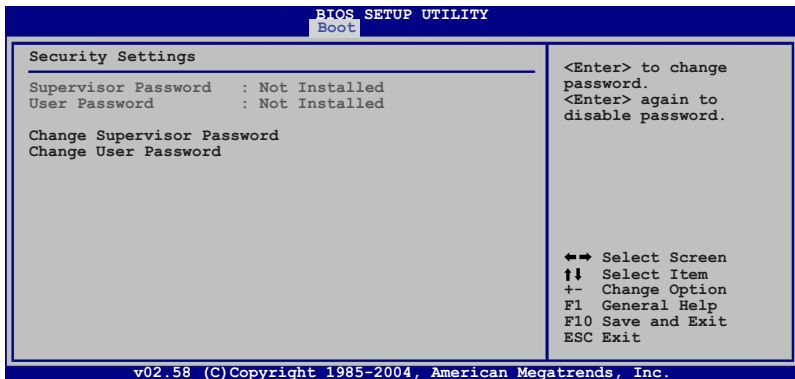 BIOS SETUP UTILITY
Boot
Security Settings
Supervisor Password : Not Installed
User Password : Not Installed
Change Supervisor Password
Change User Password
<Enter> to change
password.
<Enter> again to
disable password.
←→ Select Screen
↑↓ Select Item
+- Change Option
F1 General Help
F10 Save and Exit
ESC Exit
v02.58 (C)Copyright 1985-2004, American Megatrends, Inc.